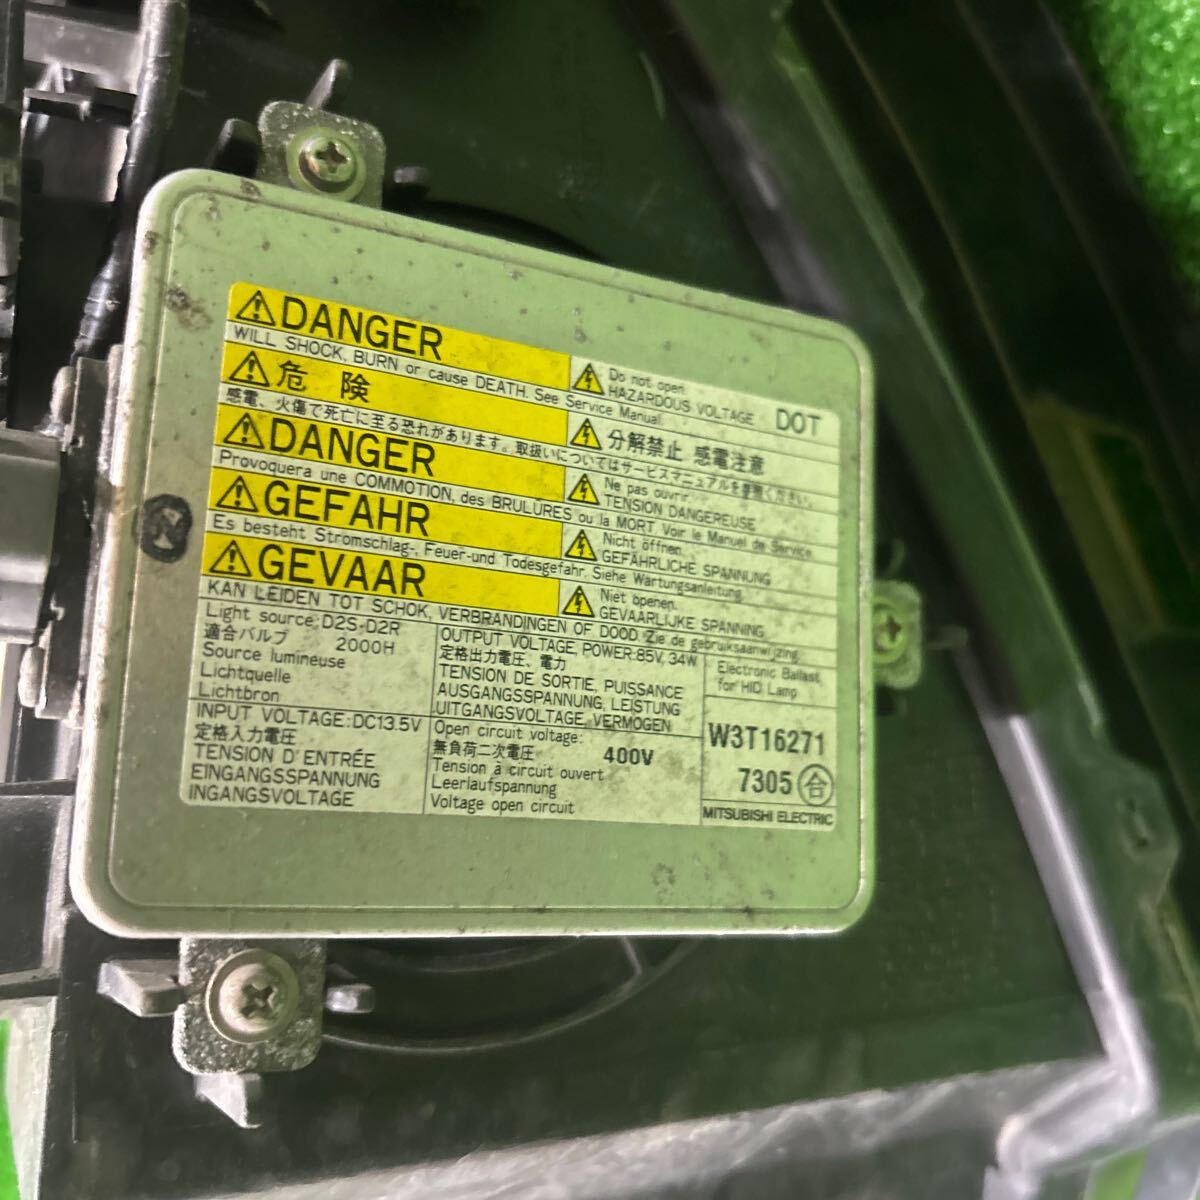 DANGER
WILL SHOCK, BURN or cause DEATH. See Service Manual.
Do not open.
HAZARDOUS VOLTAGE
DOT
危 険
感電、火傷で死亡に至る恐れがあります。取扱いについてはサービスマニュアルを参照ください。
分解禁止 感電注意
DANGER
Provoquera une COMMOTION, des BRULURES ou la MORT. Voir le Manuel de Service
Ne pas ouvrir.
TENSION DANGEREUSE
GEFAHR
Es besteht Stromschlag-, Feuer-und Todesgefahr. Siehe Wartungsanleitung.
Nicht öffnen.
GEFÄHRLICHE SPANNUNG
GEVAAR
KAN LEIDEN TOT SCHOK, VERBRANDINGEN OF DOOD. Zie de gebruiksaanwijzing.
Niet openen.
GEVAARLIJKE SPANNING
Light source:D2S·D2R
適合バルブ 2000H
Source lumineuse
Lichtquelle
Lichtbron
OUTPUT VOLTAGE, POWER:85V, 34W
定格出力電圧、電力
TENSION DE SORTIE, PUISSANCE
AUSGANGSSPANNUNG, LEISTUNG
UITGANGSVOLTAGE, VERMOGEN
Electronic Ballast
for HID Lamp
INPUT VOLTAGE:DC13.5V
定格入力電圧
TENSION D'ENTRÉE
EINGANGSSPANNUNG
INGANGSVOLTAGE
Open circuit voltage:
無負荷二次電圧 400V
Tension à circuit ouvert
Leerlaufspannung
Voltage open circuit
W3T16271
7305 合
MITSUBISHI ELECTRIC